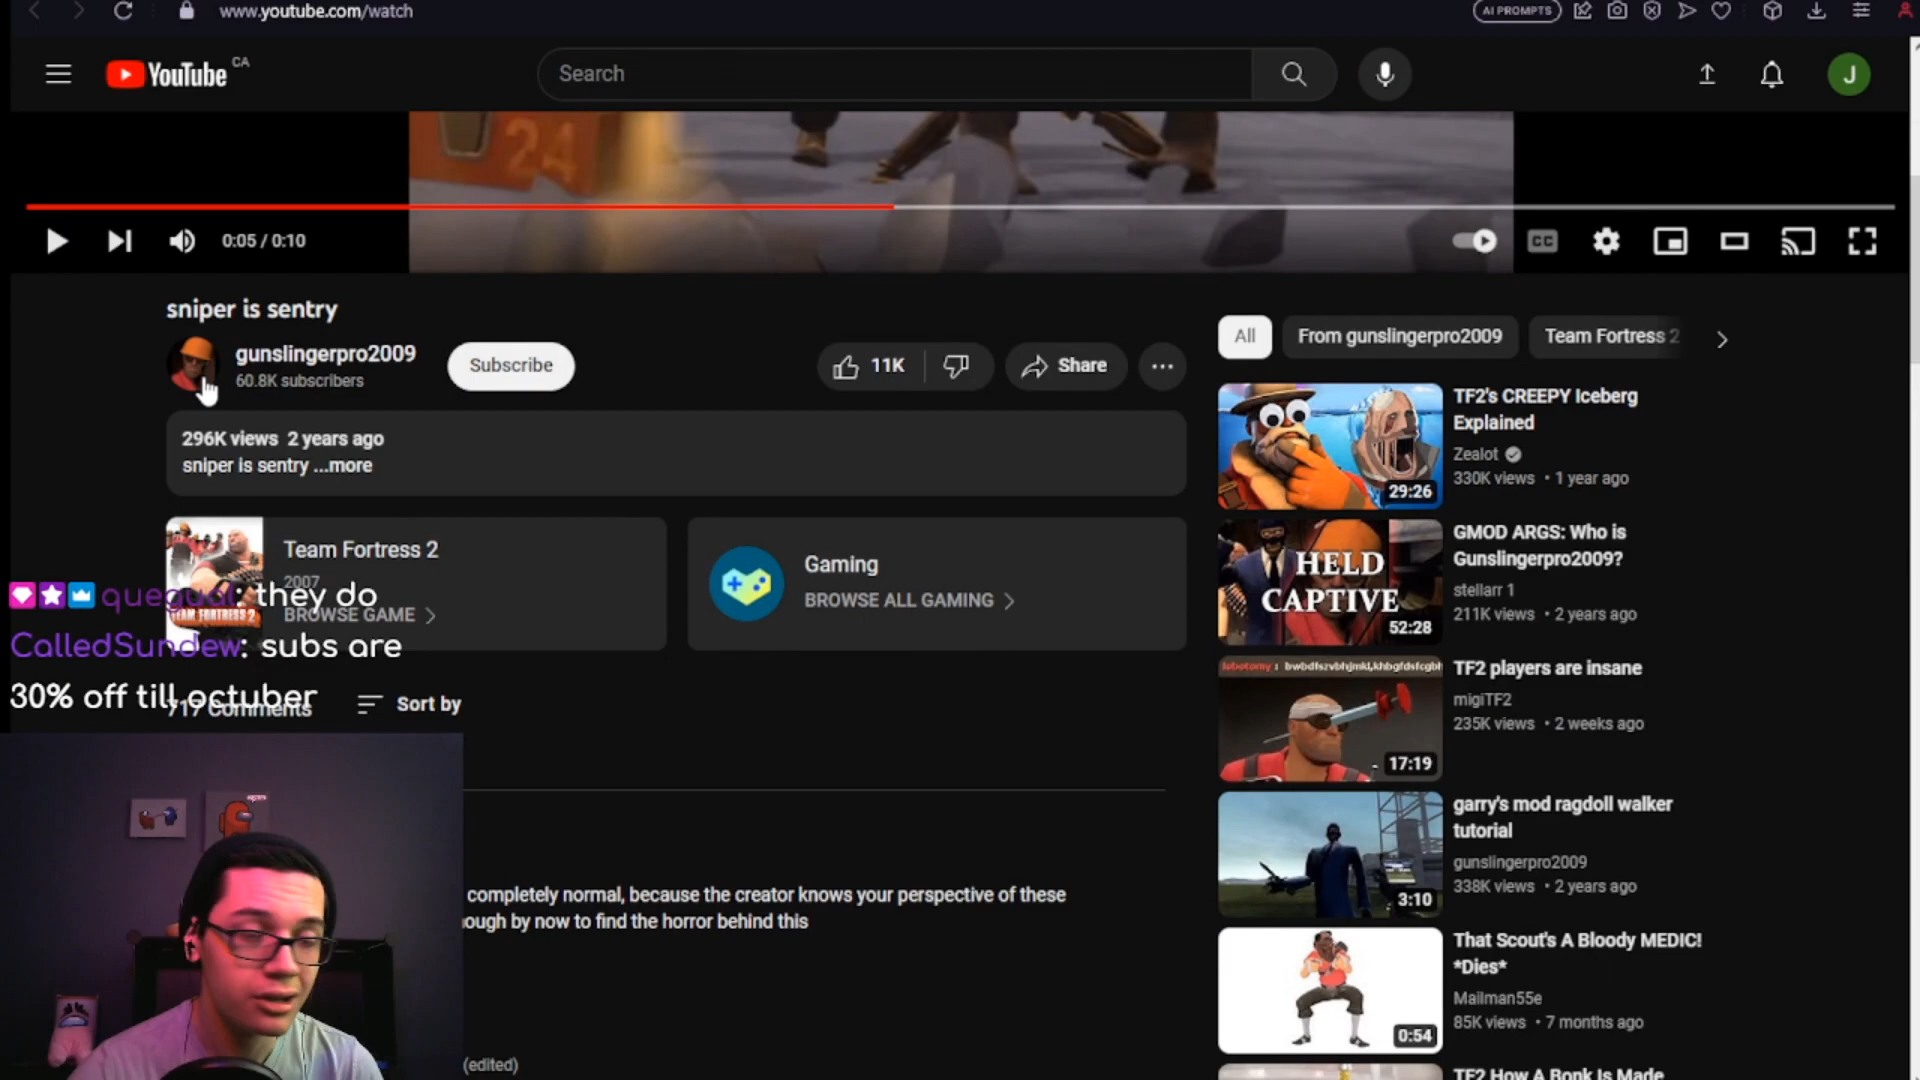 www.youtube.com/watch
AI PROMPTS
YouTube CA
Search
J
24
0:05 / 0:10
CC
sniper is sentry
gunslingerpro2009
60.8K subscribers
Subscribe
11K
Share
296K views 2 years ago
sniper is sentry ...more
Team Fortress 2
2007
BROWSE GAME
TEAM FORTRESS 2
Gaming
BROWSE ALL GAMING
they do
CalledSundew: subs are
30% off till octuber
717 Comments
Sort by
completely normal, because the creator knows your perspective of these
ough by now to find the horror behind this
(edited)
All
From gunslingerpro2009
Team Fortress 2
TF2's CREEPY Iceberg
Explained
Zealot
330K views • 1 year ago
29:26
GMOD ARGS: Who is
Gunslingerpro2009?
stellarr 1
211K views • 2 years ago
HELD
CAPTIVE
52:28
TF2 players are insane
migiTF2
235K views • 2 weeks ago
17:19
garry's mod ragdoll walker
tutorial
gunslingerpro2009
338K views • 2 years ago
3:10
That Scout's A Bloody MEDIC!
*Dies*
Mailman55e
85K views • 7 months ago
0:54
TF2 How A Bonk Is Made